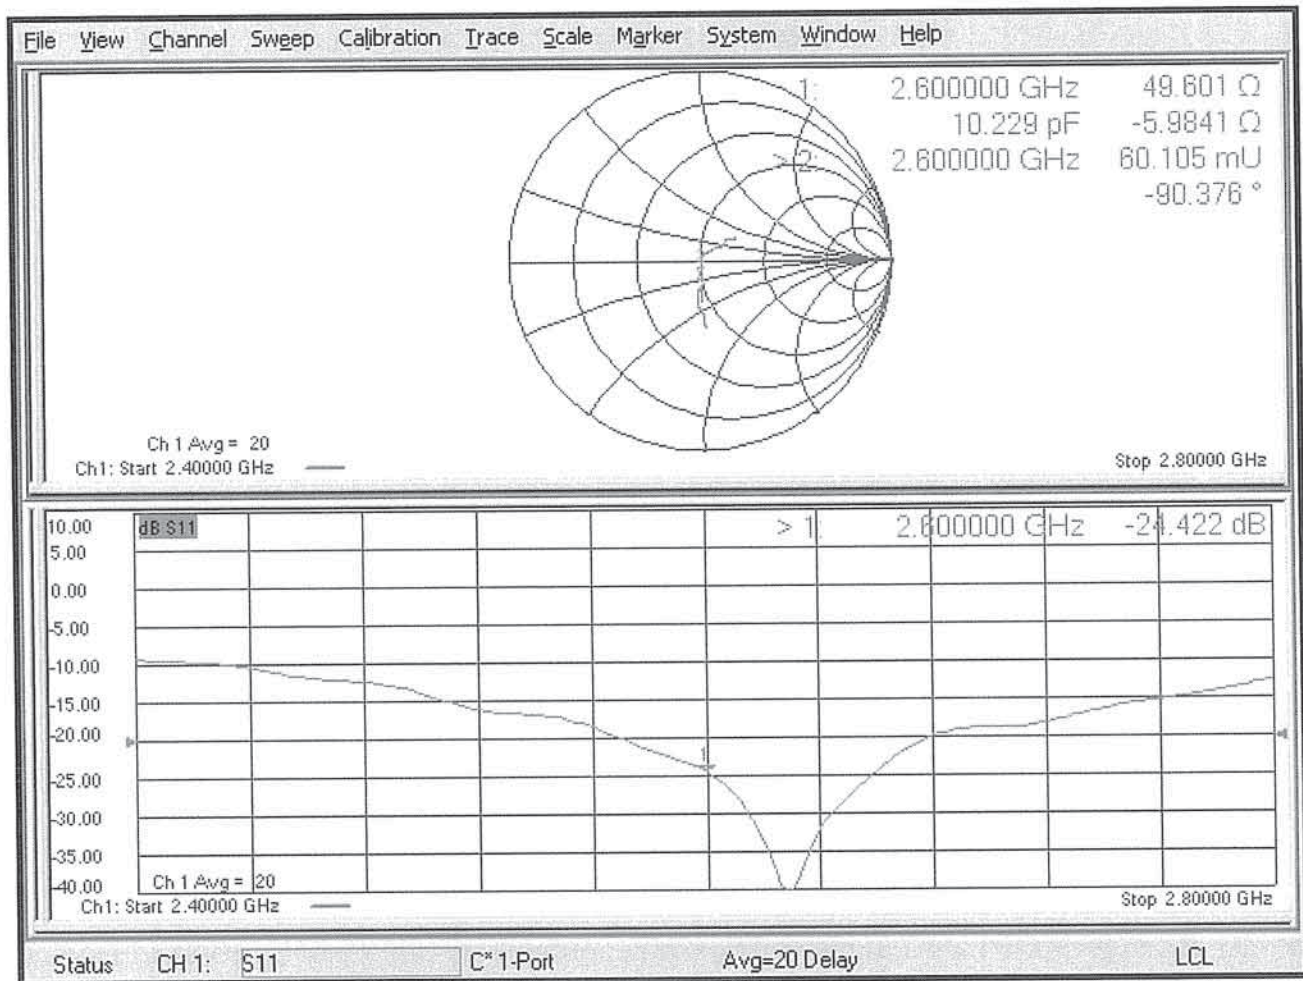 File View Channel Sweep Calibration Trace Scale Marker System Window Help
1: 2.600000 GHz 49.601 Ω
10.229 pF -5.9841 Ω
> 2: 2.600000 GHz 60.105 mU
-90.376 °
Ch 1 Avg = 20
Ch1: Start 2.40000 GHz
Stop 2.80000 GHz
10.00
dB S11
> 1: 2.600000 GHz -24.422 dB
5.00
0.00
-5.00
-10.00
-15.00
-20.00
1
-25.00
-30.00
-35.00
-40.00
Ch 1 Avg = 20
Ch1: Start 2.40000 GHz
Stop 2.80000 GHz
Status CH 1: S11 C* 1-Port Avg=20 Delay LCL